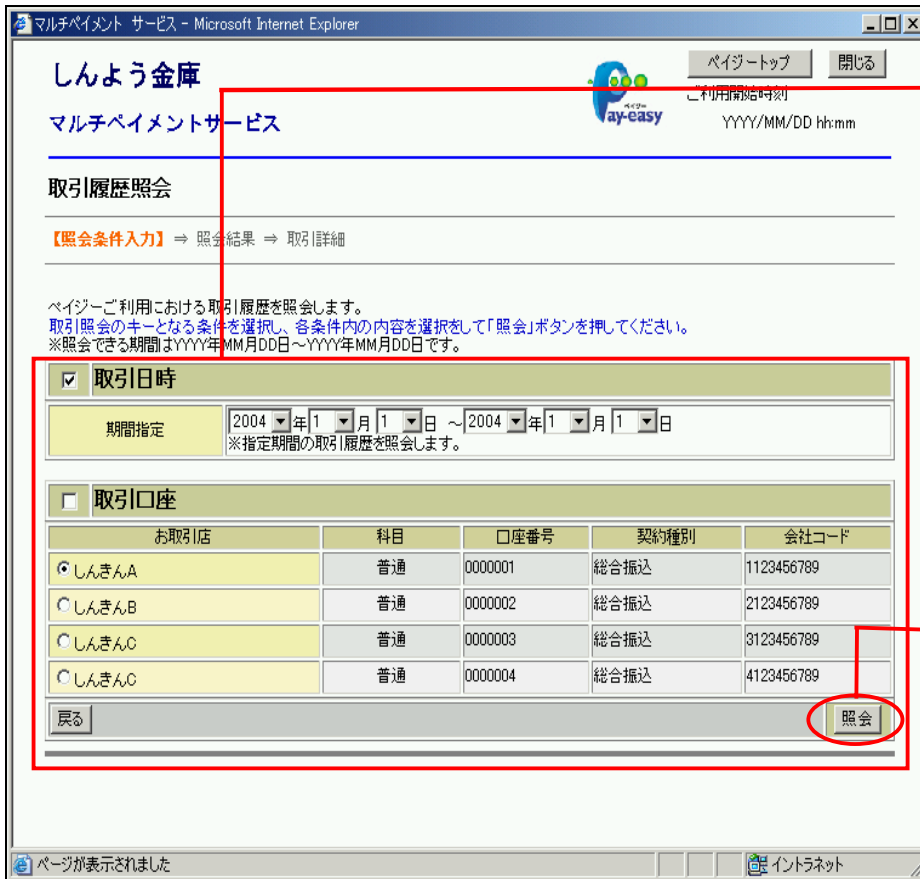 マルチペイメント サービス - Microsoft Internet Explorer
しんよう金庫
ペイジー
Pay-easy
ペイジートップ 閉じる
ご利用開始時刻
マルチペイメントサービス
YYYY/MM/DD hh:mm
取引履歴照会
【照会条件入力】 ⇒ 照会結果 ⇒ 取引詳細
ペイジーご利用における取引履歴を照会します。
取引照会のキーとなる条件を選択し、各条件内の内容を選択をして「照会」ボタンを押してください。
※照会できる期間はYYYY年MM月DD日～YYYY年MM月DD日です。
取引日時
期間指定 2004 年 1 月 1 日 ～ 2004 年 1 月 1 日
※指定期間の取引履歴を照会します。
取引口座
お取引店 科目 口座番号 契約種別 会社コード
しんきんA 普通 0000001 総合振込 1123456789
しんきんB 普通 0000002 総合振込 2123456789
しんきんC 普通 0000003 総合振込 3123456789
しんきんC 普通 0000004 総合振込 4123456789
戻る 照会
ページが表示されました イントラネット